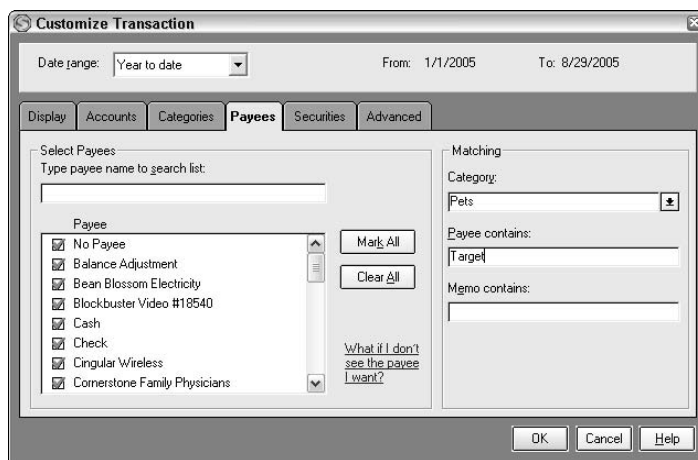 Customize Transaction
Date range: Year to date From: 1/1/2005 To: 8/29/2005
Display Accounts Categories Payees Securities Advanced
Select Payees
Type payee name to search list:
Payee
No Payee
Balance Adjustment
Bean Blossom Electricity
Blockbuster Video #18540
Cash
Check
Cingular Wireless
Cornerstone Family Physicians
Mark All
Clear All
What if I don't
see the payee
I want?
Matching
Category:
Pets
Payee contains:
Target
Memo contains:
OK Cancel Help